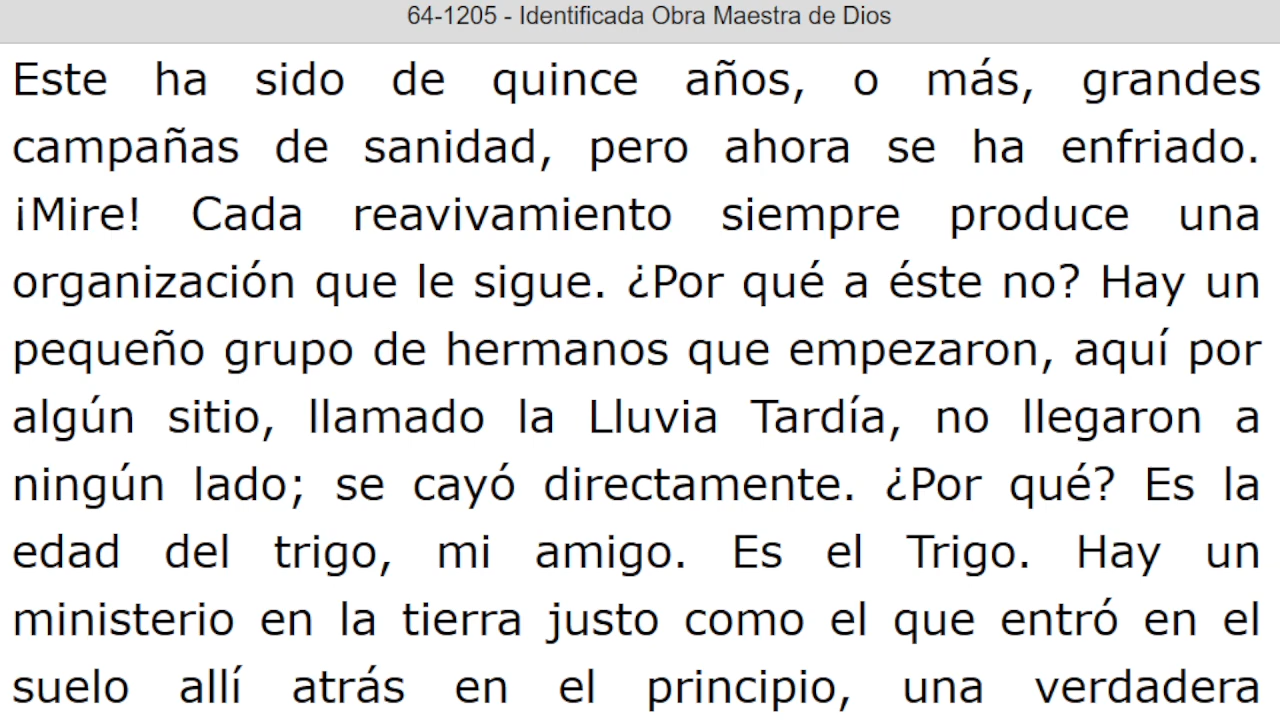 64-1205 - Identificada Obra Maestra de Dios
Este ha sido de quince años, o más, grandes
campañas de sanidad, pero ahora se ha enfriado.
¡Mire! Cada reavivamiento siempre produce una
organización que le sigue. ¿Por qué a éste no? Hay un
pequeño grupo de hermanos que empezaron, aquí por
algún sitio, llamado la Lluvia Tardía, no llegaron a
ningún lado; se cayó directamente. ¿Por qué? Es la
edad del trigo, mi amigo. Es el Trigo. Hay un
ministerio en la tierra justo como el que entró en el
suelo allí atrás en el principio, una verdadera